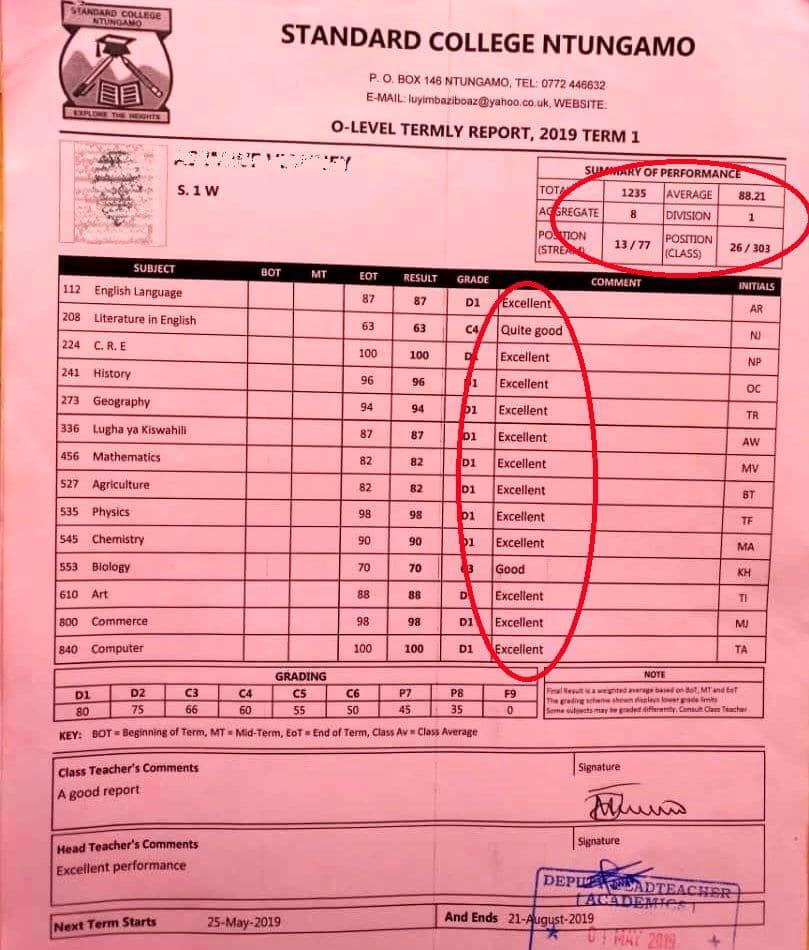 STANDARD COLLEGE
NTUNGAMO
EXPLORE THE HEIGHTS
STANDARD COLLEGE NTUNGAMO
P. O. BOX 146 NTUNGAMO, TEL: 0772 446632
E-MAIL: luyimbaziboaz@yahoo.co.uk, WEBSITE:
O-LEVEL TERMLY REPORT, 2019 TERM 1
S. 1 W
SUMMARY OF PERFORMANCE
TOTAL 1235 AVERAGE 88.21
AGGREGATE 8 DIVISION 1
POSITION (STREAM) 13 / 77 POSITION (CLASS) 26 / 303
SUBJECT BOT MT EOT RESULT GRADE COMMENT INITIALS
112 English Language 87 87 D1 Excellent AR
208 Literature in English 63 63 C4 Quite good NJ
224 C. R. E 100 100 D1 Excellent NP
241 History 96 96 D1 Excellent OC
273 Geography 94 94 D1 Excellent TR
336 Lugha ya Kiswahili 87 87 D1 Excellent AW
456 Mathematics 82 82 D1 Excellent MV
527 Agriculture 82 82 D1 Excellent BT
535 Physics 98 98 D1 Excellent TF
545 Chemistry 90 90 D1 Excellent MA
553 Biology 70 70 C3 Good KH
610 Art 88 88 D1 Excellent TI
800 Commerce 98 98 D1 Excellent MJ
840 Computer 100 100 D1 Excellent TA
GRADING
D1 D2 C3 C4 C5 C6 P7 P8 F9
80 75 66 60 55 50 45 35 0
NOTE
Final Result is a weighted average based on BoT, MT and EoT
The grading scheme shown displays lower grade limits
Some subjects may be graded differently. Consult Class Teacher
KEY: BOT = Beginning of Term, MT = Mid-Term, EoT = End of Term, Class Av = Class Average
Class Teacher's Comments Signature
A good report
Head Teacher's Comments Signature
Excellent performance
DEPUTY HEADTEACHER
(ACADEMICS)
01 MAY 2019
Next Term Starts 25-May-2019 And Ends 21-August-2019